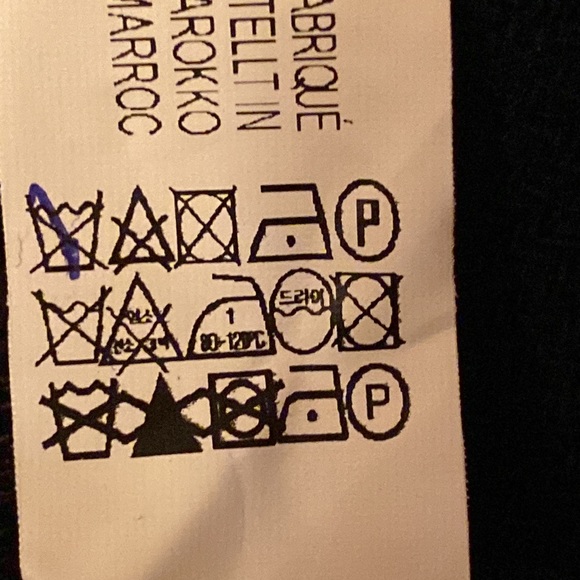 ABRIQUÉ
TELLT IN
AROKKO
MARROC
P
1
80~120℃
드라이
P